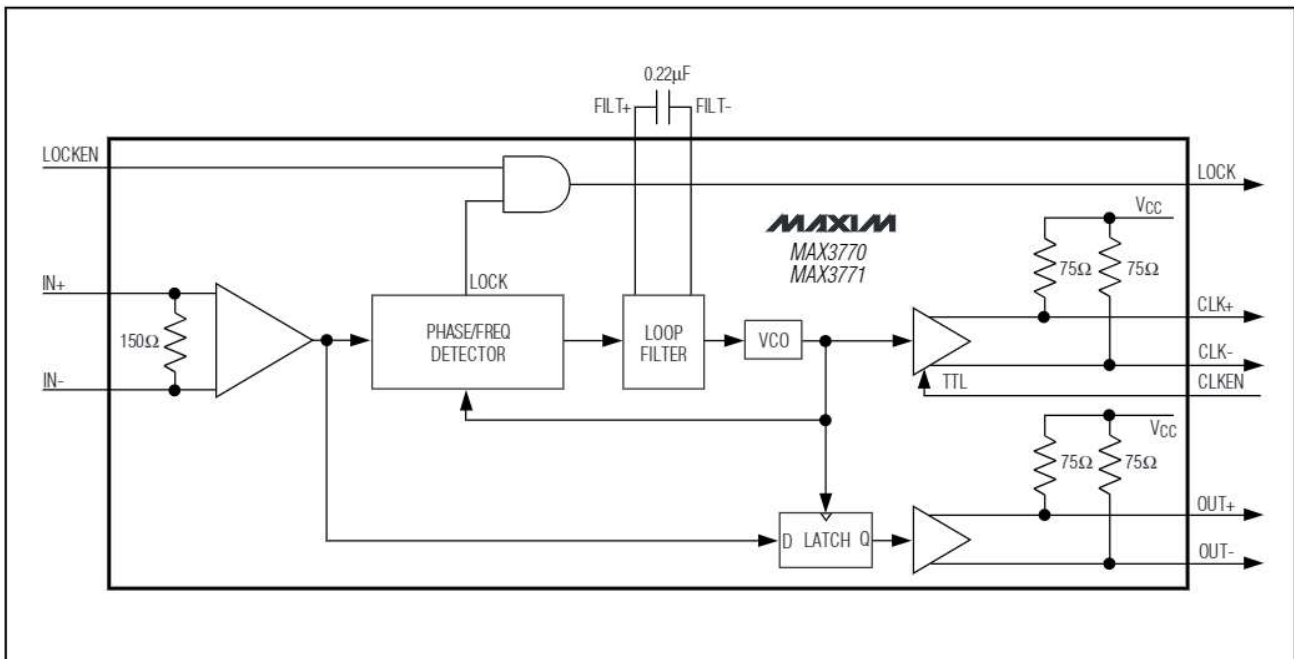 0.22µF
FILT+ FILT-
LOCKEN
LOCK
VCC
MAXIM
MAX3770
MAX3771
75Ω 75Ω
LOCK
IN+
CLK+
150Ω
PHASE/FREQ
DETECTOR
LOOP
FILTER
VCO
IN-
CLK-
TTL
CLKEN
VCC
75Ω 75Ω
OUT+
D LATCH Q
OUT-